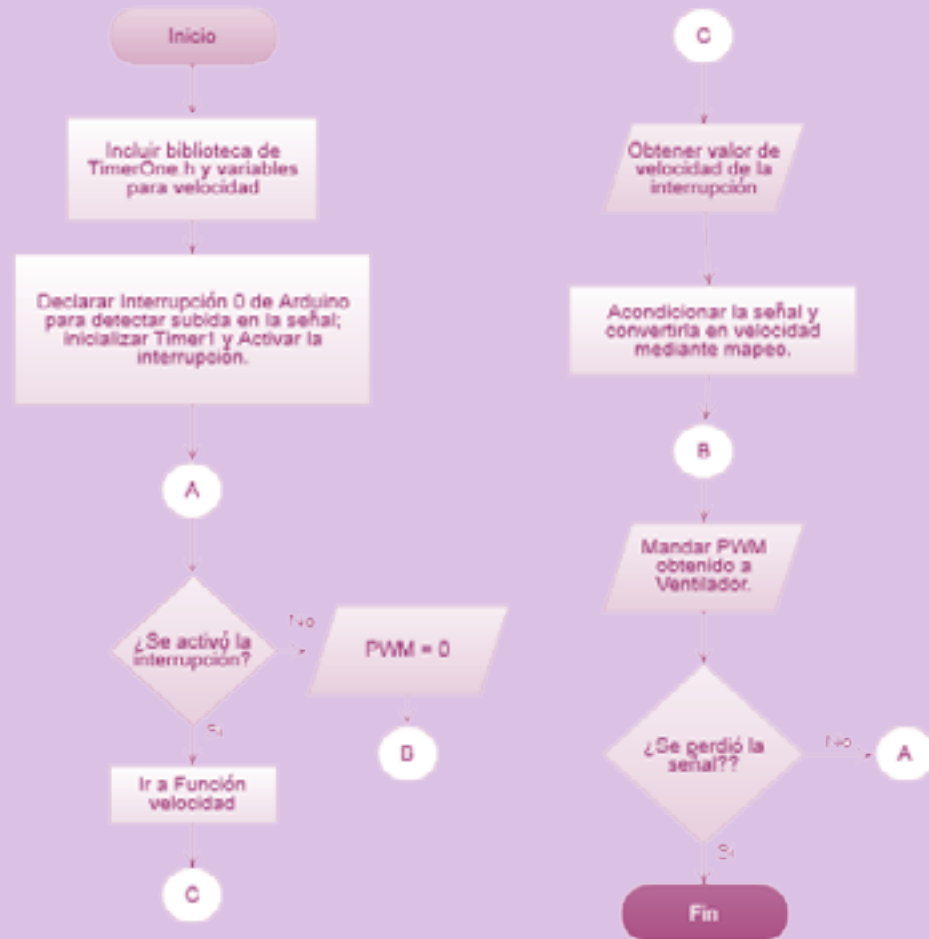 Inicio
Incluir biblioteca de
TimerOne.h y variables
para velocidad
Declarar Interrupción 0 de Arduino
para detectar subida en la señal;
Inicializar Timer1 y Activar la
interrupción.
A
¿Se activó la
interrupción?
No
PWM = 0
B
Si
Ir a Función
velocidad
C
C
Obtener valor de
velocidad de la
interrupción
Acondicionar la señal y
convertirla en velocidad
mediante mapeo.
B
Mandar PWM
obtenido a
Ventilador.
¿Se perdió la
señal??
No
A
Si
Fin